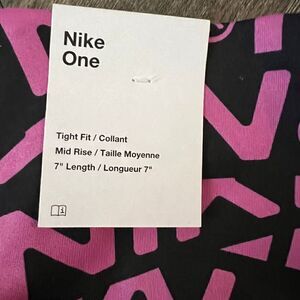 Nike
One
Tight Fit / Collant
Mid Rise / Taille Moyenne
7" Length / Longueur 7"